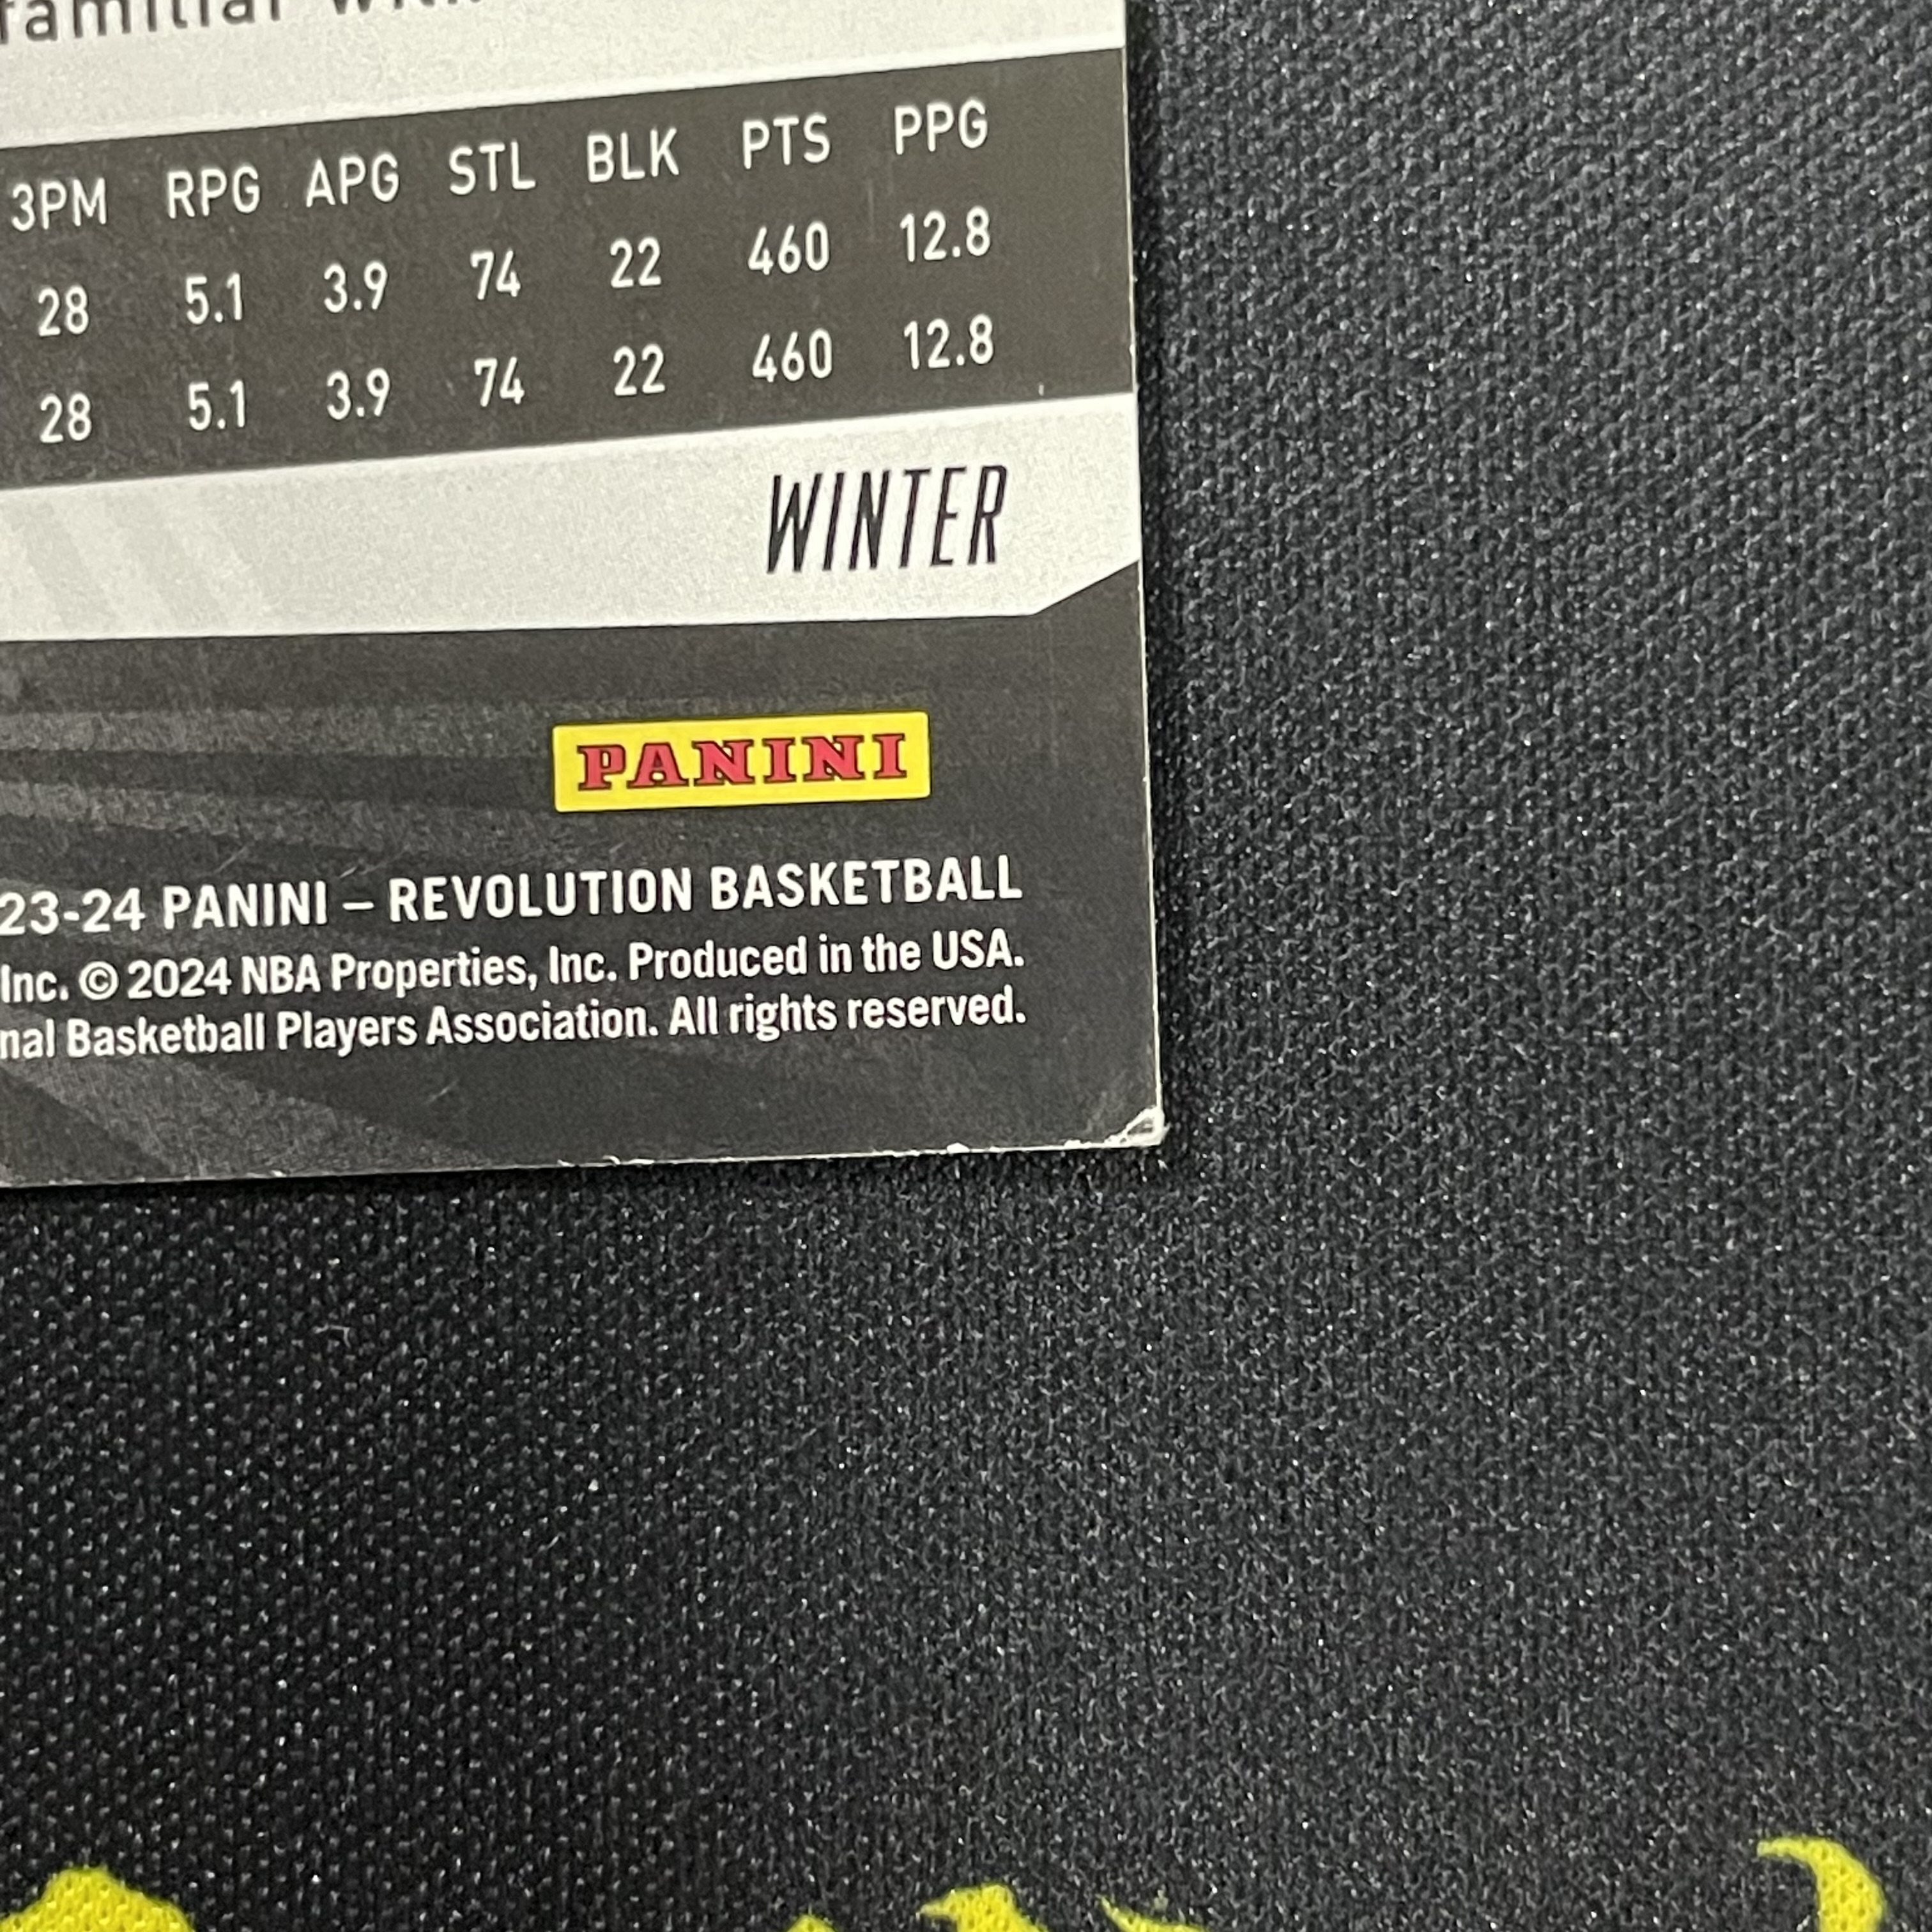 familiar
3PM RPG APG STL BLK PTS PPG
28 5.1 3.9 74 22 460 12.8
28 5.1 3.9 74 22 460 12.8
WINTER
PANINI
23-24 PANINI – REVOLUTION BASKETBALL
Inc. © 2024 NBA Properties, Inc. Produced in the USA.
nal Basketball Players Association. All rights reserved.